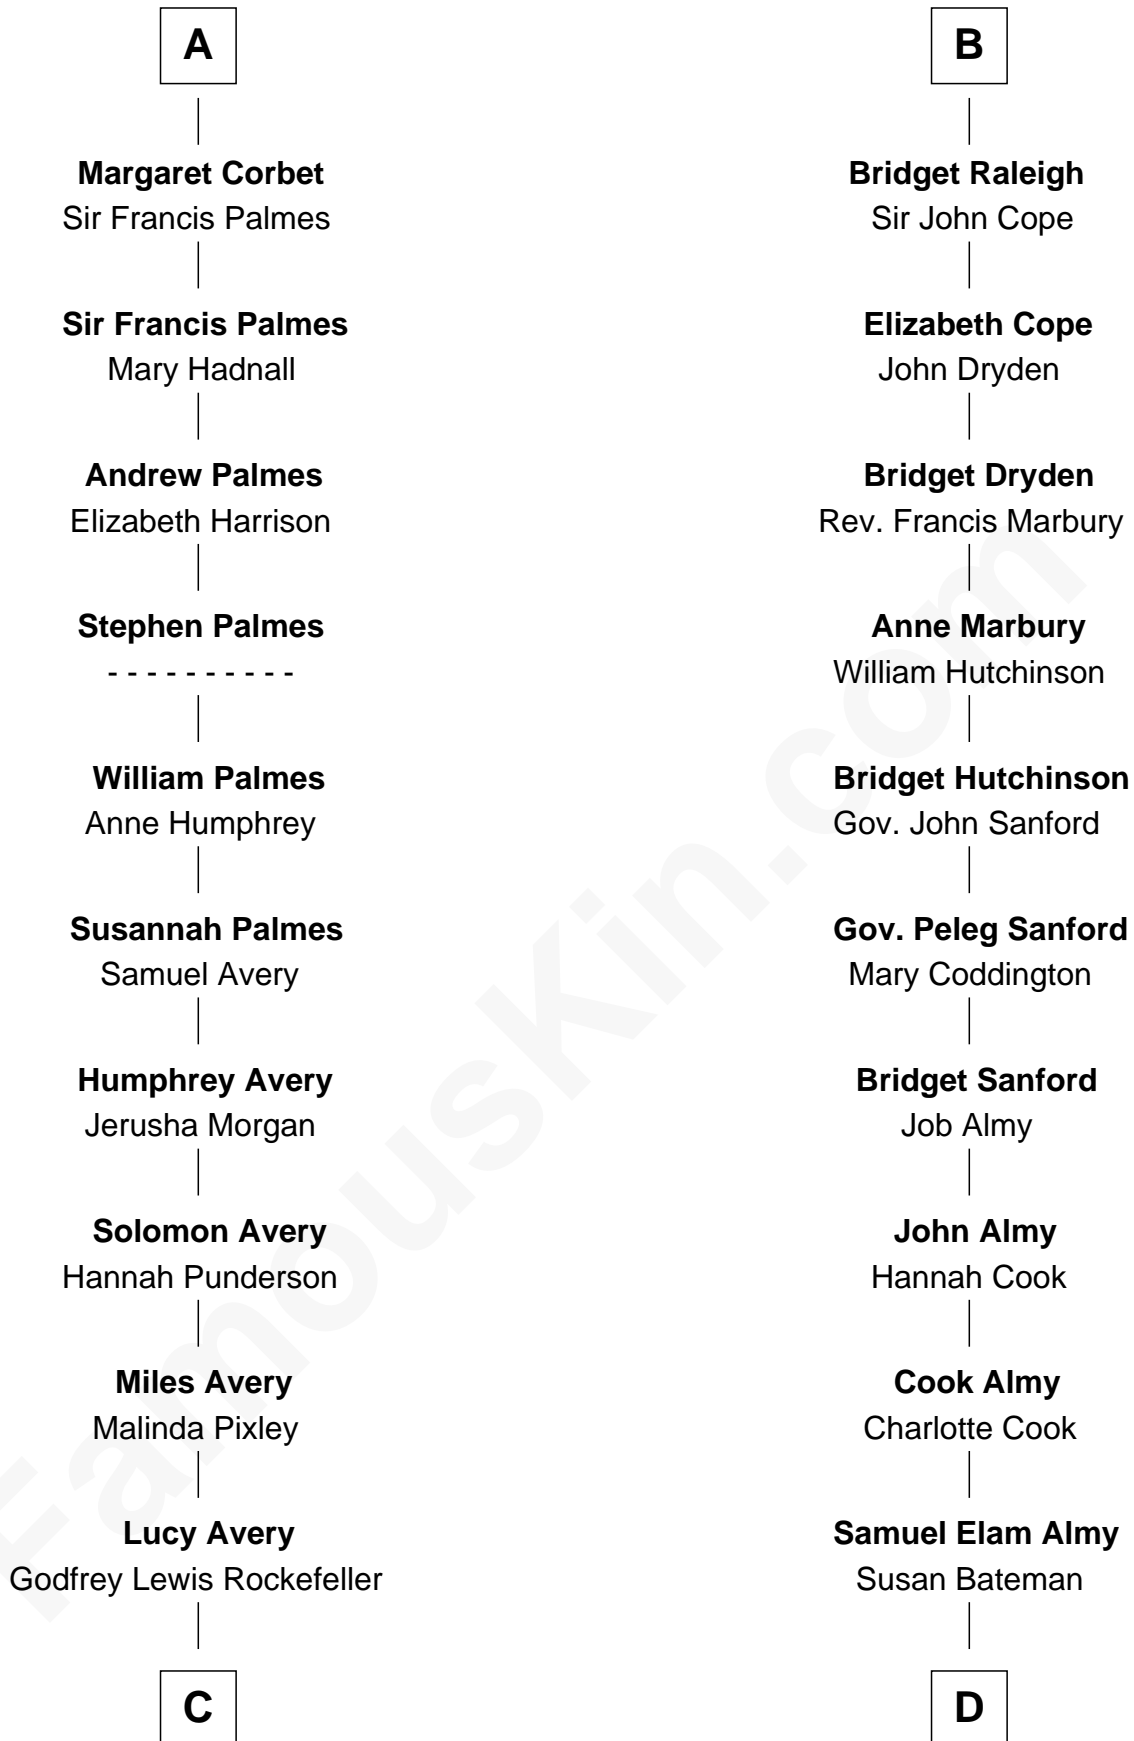 A
Margaret Corbet
Sir Francis Palmes
Sir Francis Palmes
Mary Hadnall
Andrew Palmes
Elizabeth Harrison
Stephen Palmes
- - - - - - - - - -
William Palmes
Anne Humphrey
Susannah Palmes
Samuel Avery
Humphrey Avery
Jerusha Morgan
Solomon Avery
Hannah Punderson
Miles Avery
Malinda Pixley
Lucy Avery
Godfrey Lewis Rockefeller
C
B
Bridget Raleigh
Sir John Cope
Elizabeth Cope
John Dryden
Bridget Dryden
Rev. Francis Marbury
Anne Marbury
William Hutchinson
Bridget Hutchinson
Gov. John Sanford
Gov. Peleg Sanford
Mary Coddington
Bridget Sanford
Job Almy
John Almy
Hannah Cook
Cook Almy
Charlotte Cook
Samuel Elam Almy
Susan Bateman
D
FamousKin.com